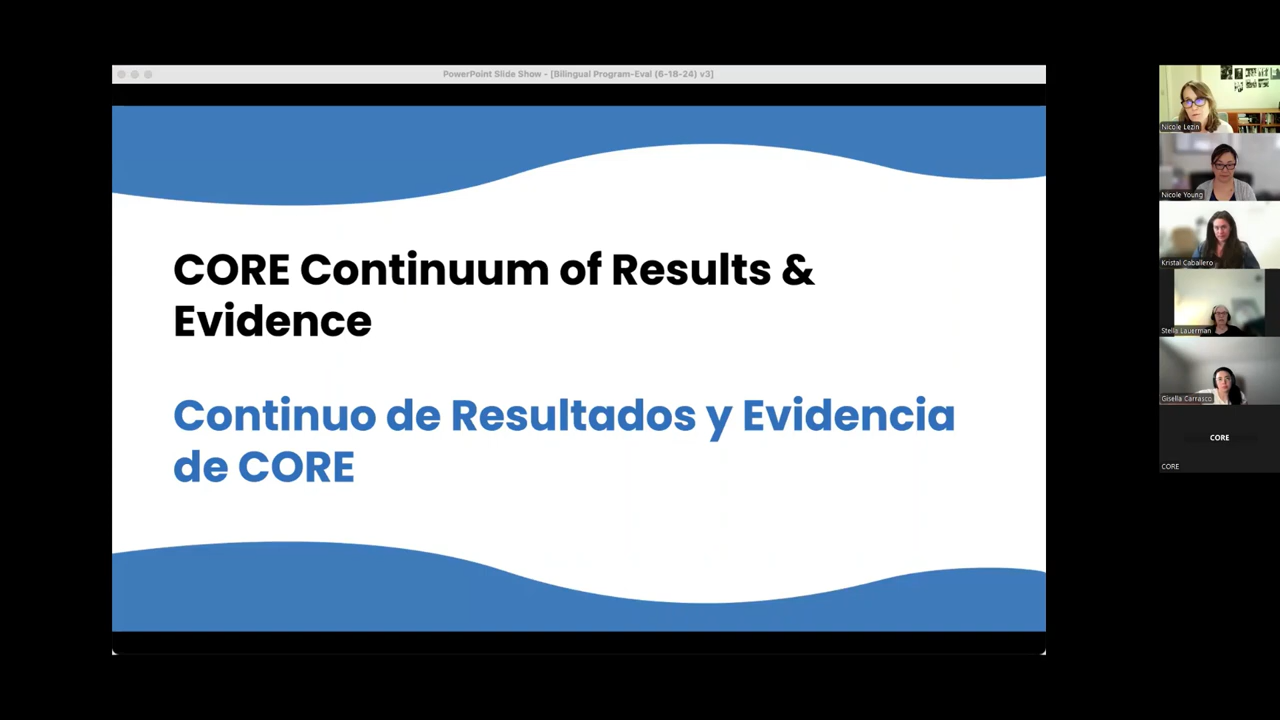 PowerPoint Slide Show - [Bilingual Program-Eval (6-18-24) v3]
CORE Continuum of Results &
Evidence
Continuo de Resultados y Evidencia
de CORE
Nicole Lezin
Nicole Young
Kristal Caballero
Stella Lauerman
Gisella Carrasco
CORE
CORE